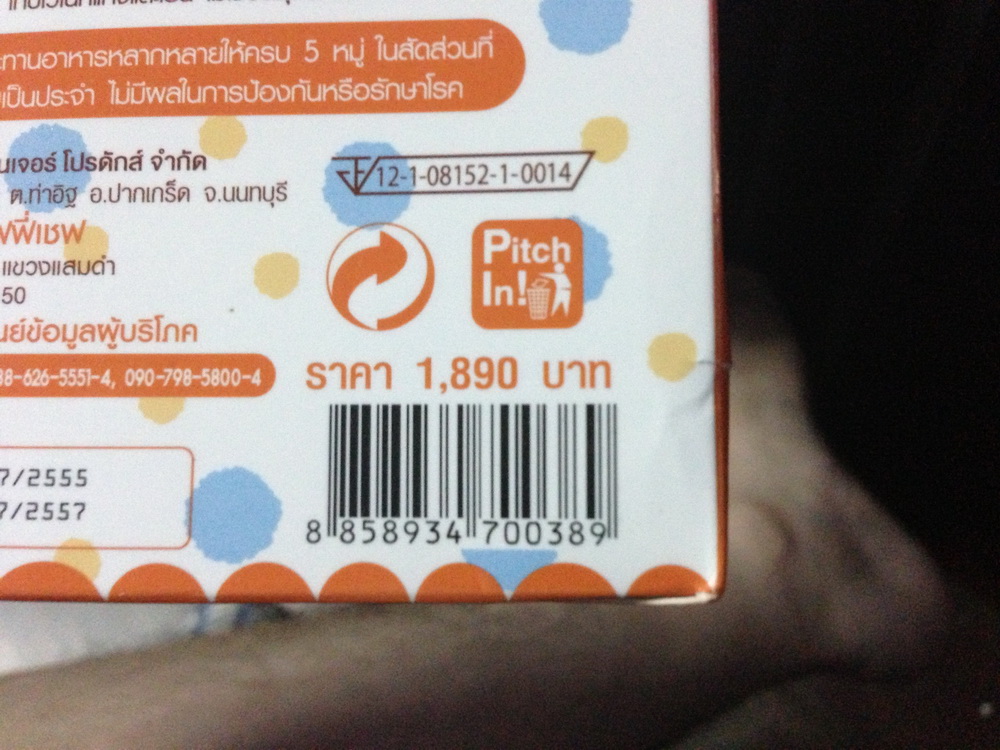 ะทานอาหารหลากหลายให้ครบ 5 หมู่ ในสัดส่วนที่
เป็นประจำ ไม่มีผลในการป้องกันหรือรักษาโรค
นเจอร์ โปรดักส์ จำกัด
ต.ท่าอิฐ อ.ปากเกร็ด จ.นนทบุรี
12-1-08152-1-0014
ฟฟี่เชฟ
แขวงแสมดำ
50
Pitch
In!
นย์ข้อมูลผู้บริโภค
88-626-5551-4, 090-798-5800-4
ราคา 1,890 บาท
7/2555
7/2557
8 858934 700389